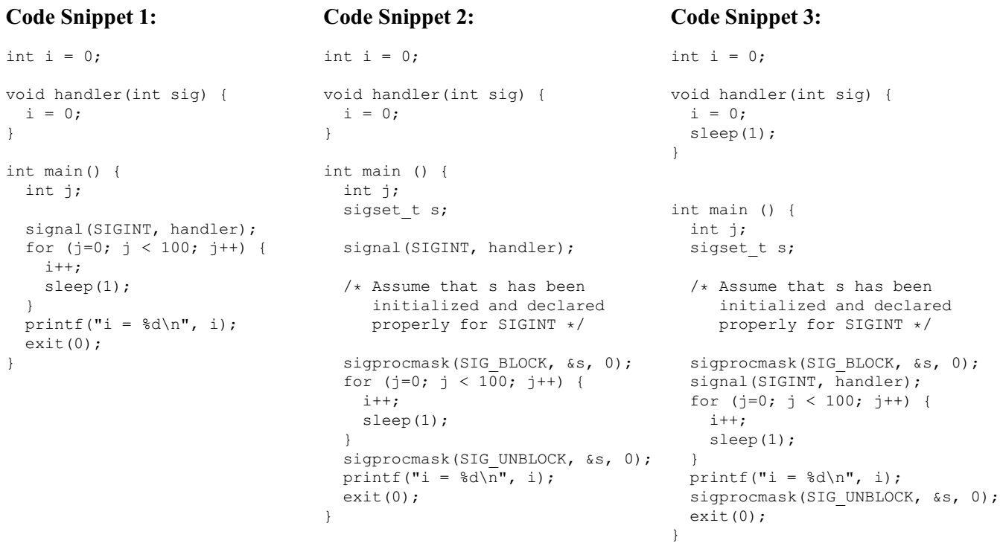 Code Snippet 1:
int i = 0;
void handler(int sig) {
  i = 0;
}
int main() {
  int j;
  signal(SIGINT, handler);
  for (j=0; j < 100; j++) {
    i++;
    sleep(1);
  }
  printf("i = %d\n", i);
  exit(0);
}
Code Snippet 2:
int i = 0;
void handler(int sig) {
  i = 0;
}
int main () {
  int j;
  sigset_t s;
  signal(SIGINT, handler);
  /* Assume that s has been
     initialized and declared
     properly for SIGINT */
  sigprocmask(SIG_BLOCK, &s, 0);
  for (j=0; j < 100; j++) {
    i++;
    sleep(1);
  }
  sigprocmask(SIG_UNBLOCK, &s, 0);
  printf("i = %d\n", i);
  exit(0);
}
Code Snippet 3:
int i = 0;
void handler(int sig) {
  i = 0;
  sleep(1);
}
int main () {
  int j;
  sigset_t s;
  /* Assume that s has been
     initialized and declared
     properly for SIGINT */
  sigprocmask(SIG_BLOCK, &s, 0);
  signal(SIGINT, handler);
  for (j=0; j < 100; j++) {
    i++;
    sleep(1);
  }
  printf("i = %d\n", i);
  sigprocmask(SIG_UNBLOCK, &s, 0);
  exit(0);
}